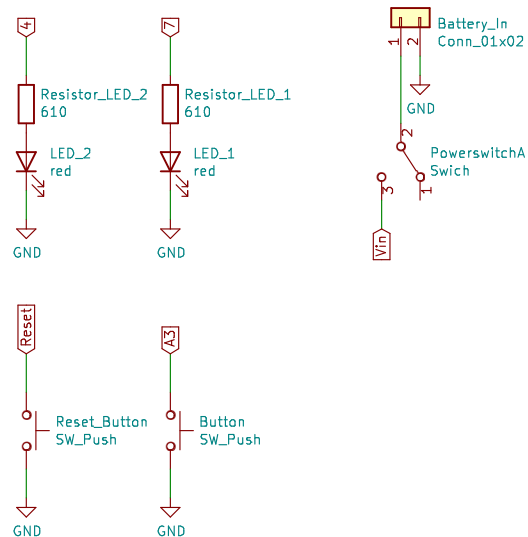 4
7
Battery_In
Conn_01x02
1
2
GND
Resistor_LED_2
610
Resistor_LED_1
610
LED_2
red
LED_1
red
2
PowerswitchA
Swich
3
1
Vin
GND
GND
Reset
A3
Reset_Button
SW_Push
Button
SW_Push
GND
GND